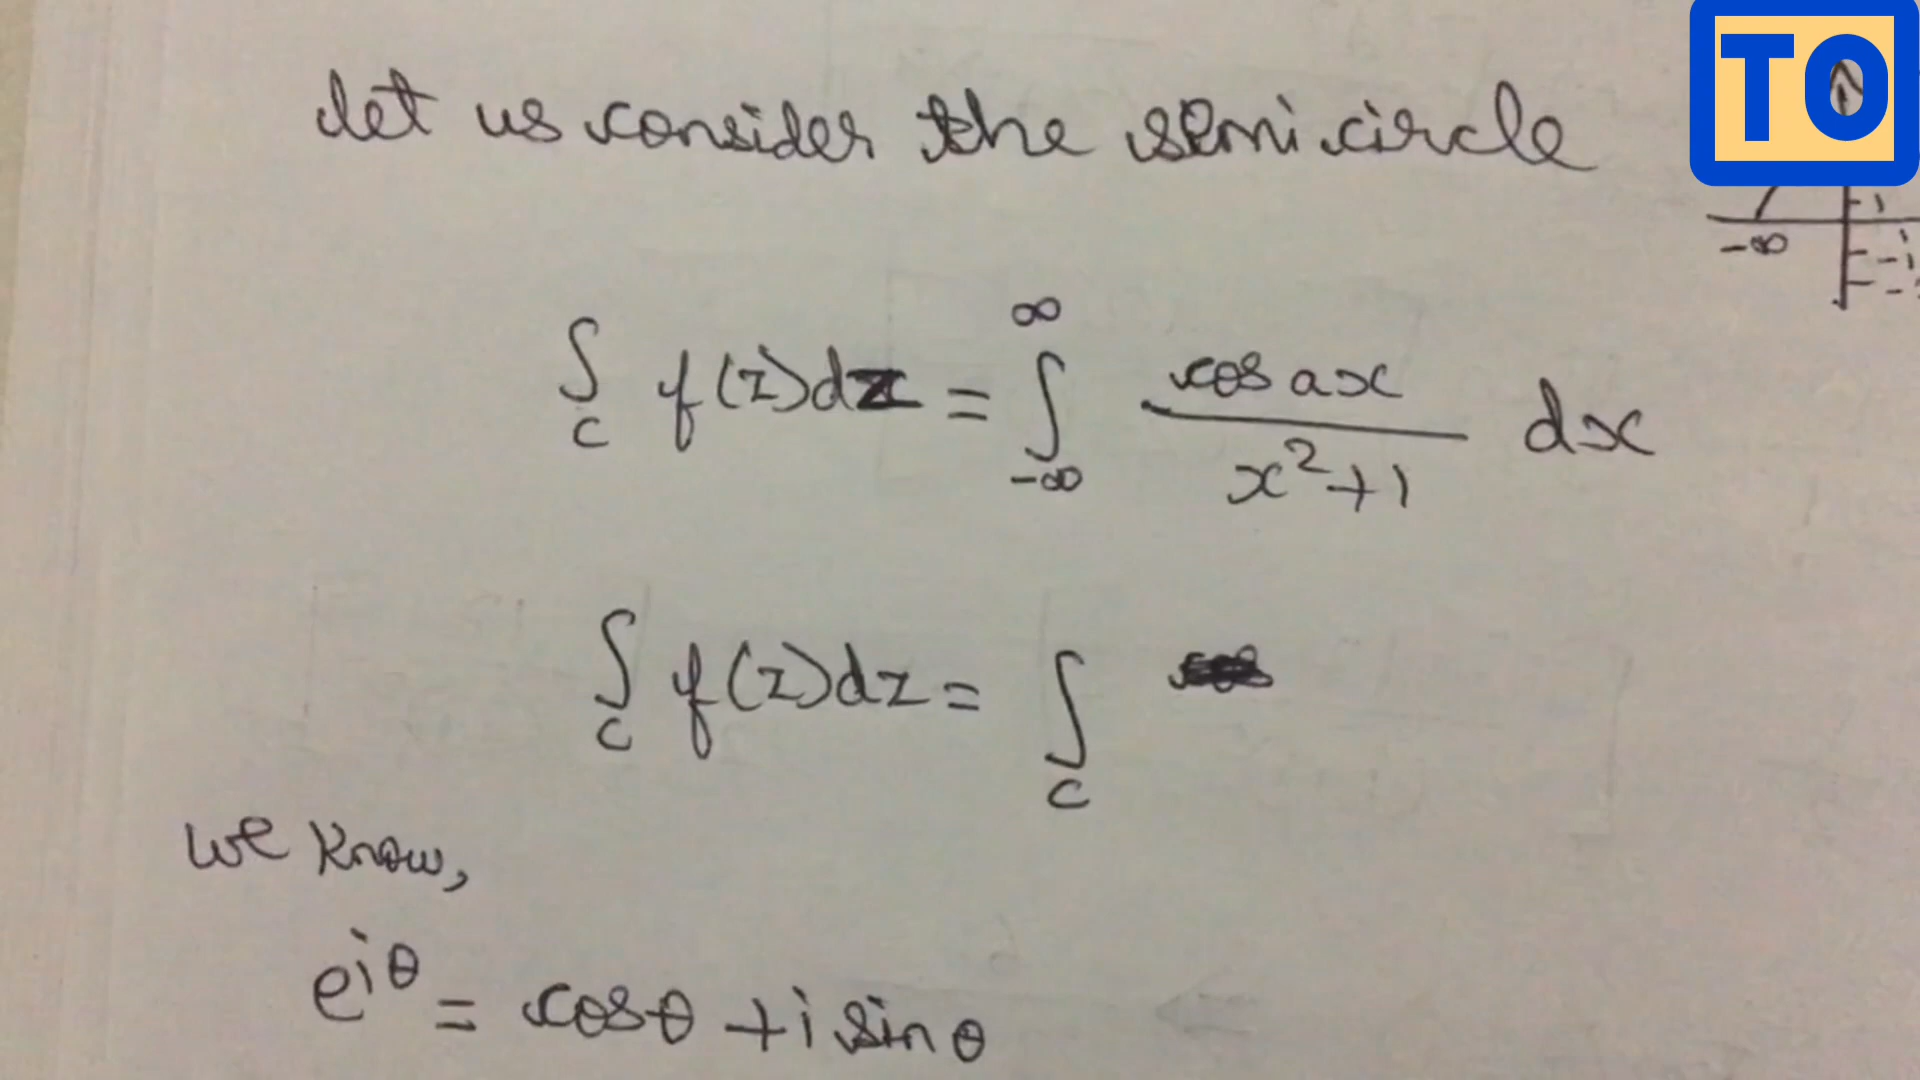 let us consider the semi circle
TO
-∞
∫_C f(z)dz = ∫_{-∞}^{∞} cos ax / x²+1 dx
∫_C f(z)dz = ∫_C
we know,
e^{iθ} = cosθ + i sin θ